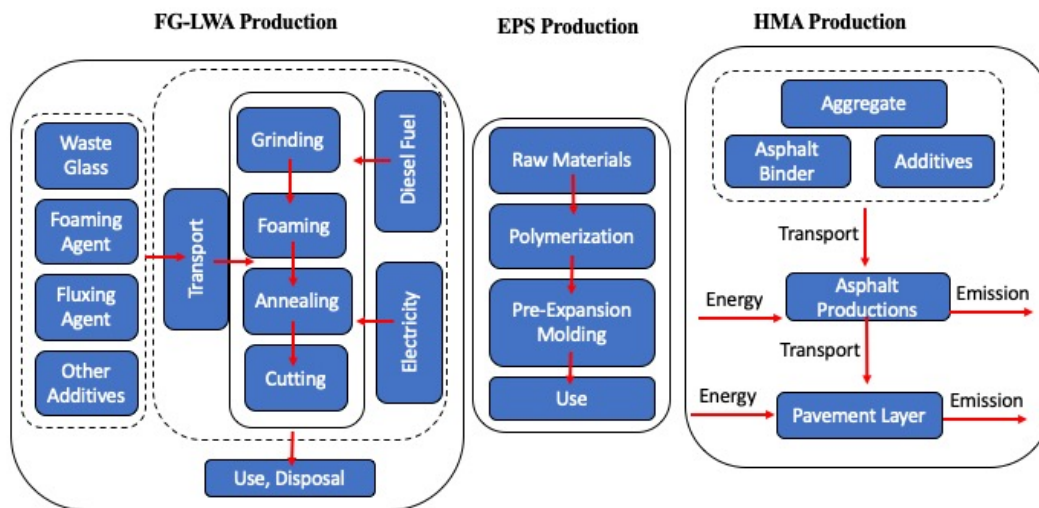 FG-LWA Production
Waste
Glass
Foaming
Agent
Fluxing
Agent
Other
Additives
Transport
Grinding
Foaming
Annealing
Cutting
Diesel Fuel
Electricity
Use, Disposal
EPS Production
Raw Materials
Polymerization
Pre-Expansion
Molding
Use
HMA Production
Aggregate
Asphalt
Binder
Additives
Transport
Energy
Asphalt
Productions
Emission
Transport
Energy
Pavement Layer
Emission